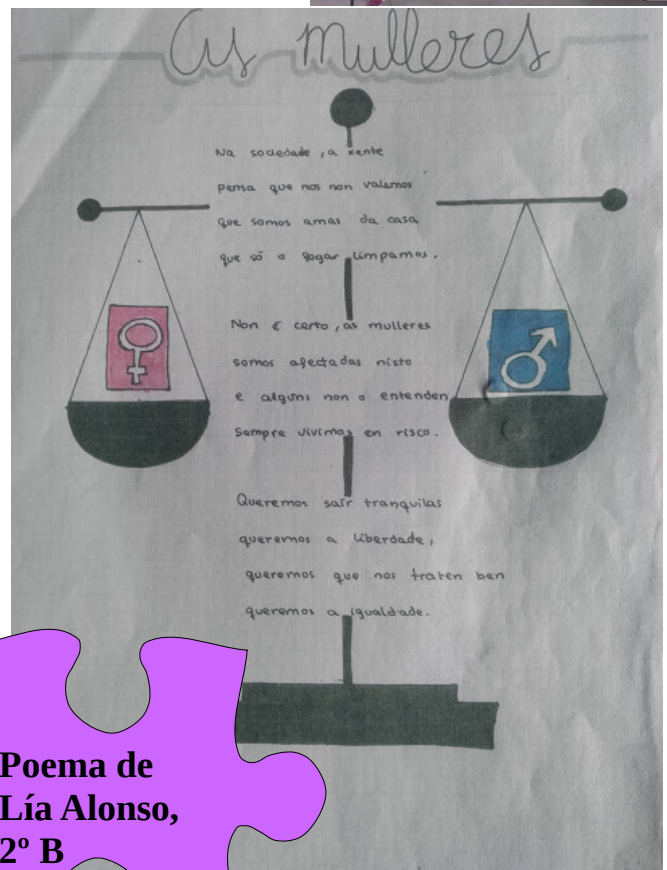 As mulleres
Na sociedade, a xente
pensa que nos non valemos
que somos amas da casa
que só o fogar limpamos.
Non é certo, as mulleres
somos afectadas nisto
e algúns non o entenden
Sempre vivimos en risco.
Queremos saír tranquilas
queremos a liberdade,
queremos que nos traten ben
queremos a igualdade.
Poema de
Lía Alonso,
2º B